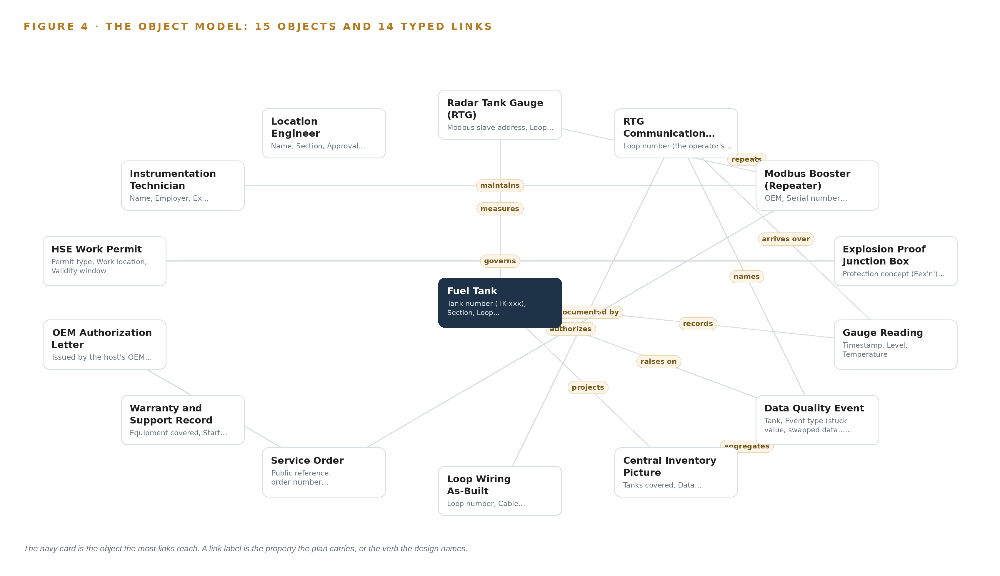 FIGURE 4 · THE OBJECT MODEL: 15 OBJECTS AND 14 TYPED LINKS
Radar Tank Gauge
(RTG)
Modbus slave address, Loop…
Location
Engineer
Name, Section, Approval…
RTG
Communication…
Loop number (the operator's…
repeats
Instrumentation
Technician
Name, Employer, Ex…
maintains
Modbus Booster
(Repeater)
OEM, Serial number…
measures
arrives over
HSE Work Permit
Permit type, Work location,
Validity window
governs
Explosion Proof
Junction Box
Protection concept (Eex'n')…
names
Fuel Tank
Tank number (TK-xxx),
Section, Loop…
ocumented by
records
authorizes
OEM Authorization
Letter
Issued by the host's OEM…
Gauge Reading
Timestamp, Level,
Temperature
raises on
projects
Warranty and
Support Record
Equipment covered, Start…
Data Quality Event
Tank, Event type (stuck
value, swapped data……
aggregates
Service Order
Public reference,
order number…
Central Inventory
Picture
Tanks covered, Data…
Loop Wiring
As-Built
Loop number, Cable…
The navy card is the object the most links reach. A link label is the property the plan carries, or the verb the design names.